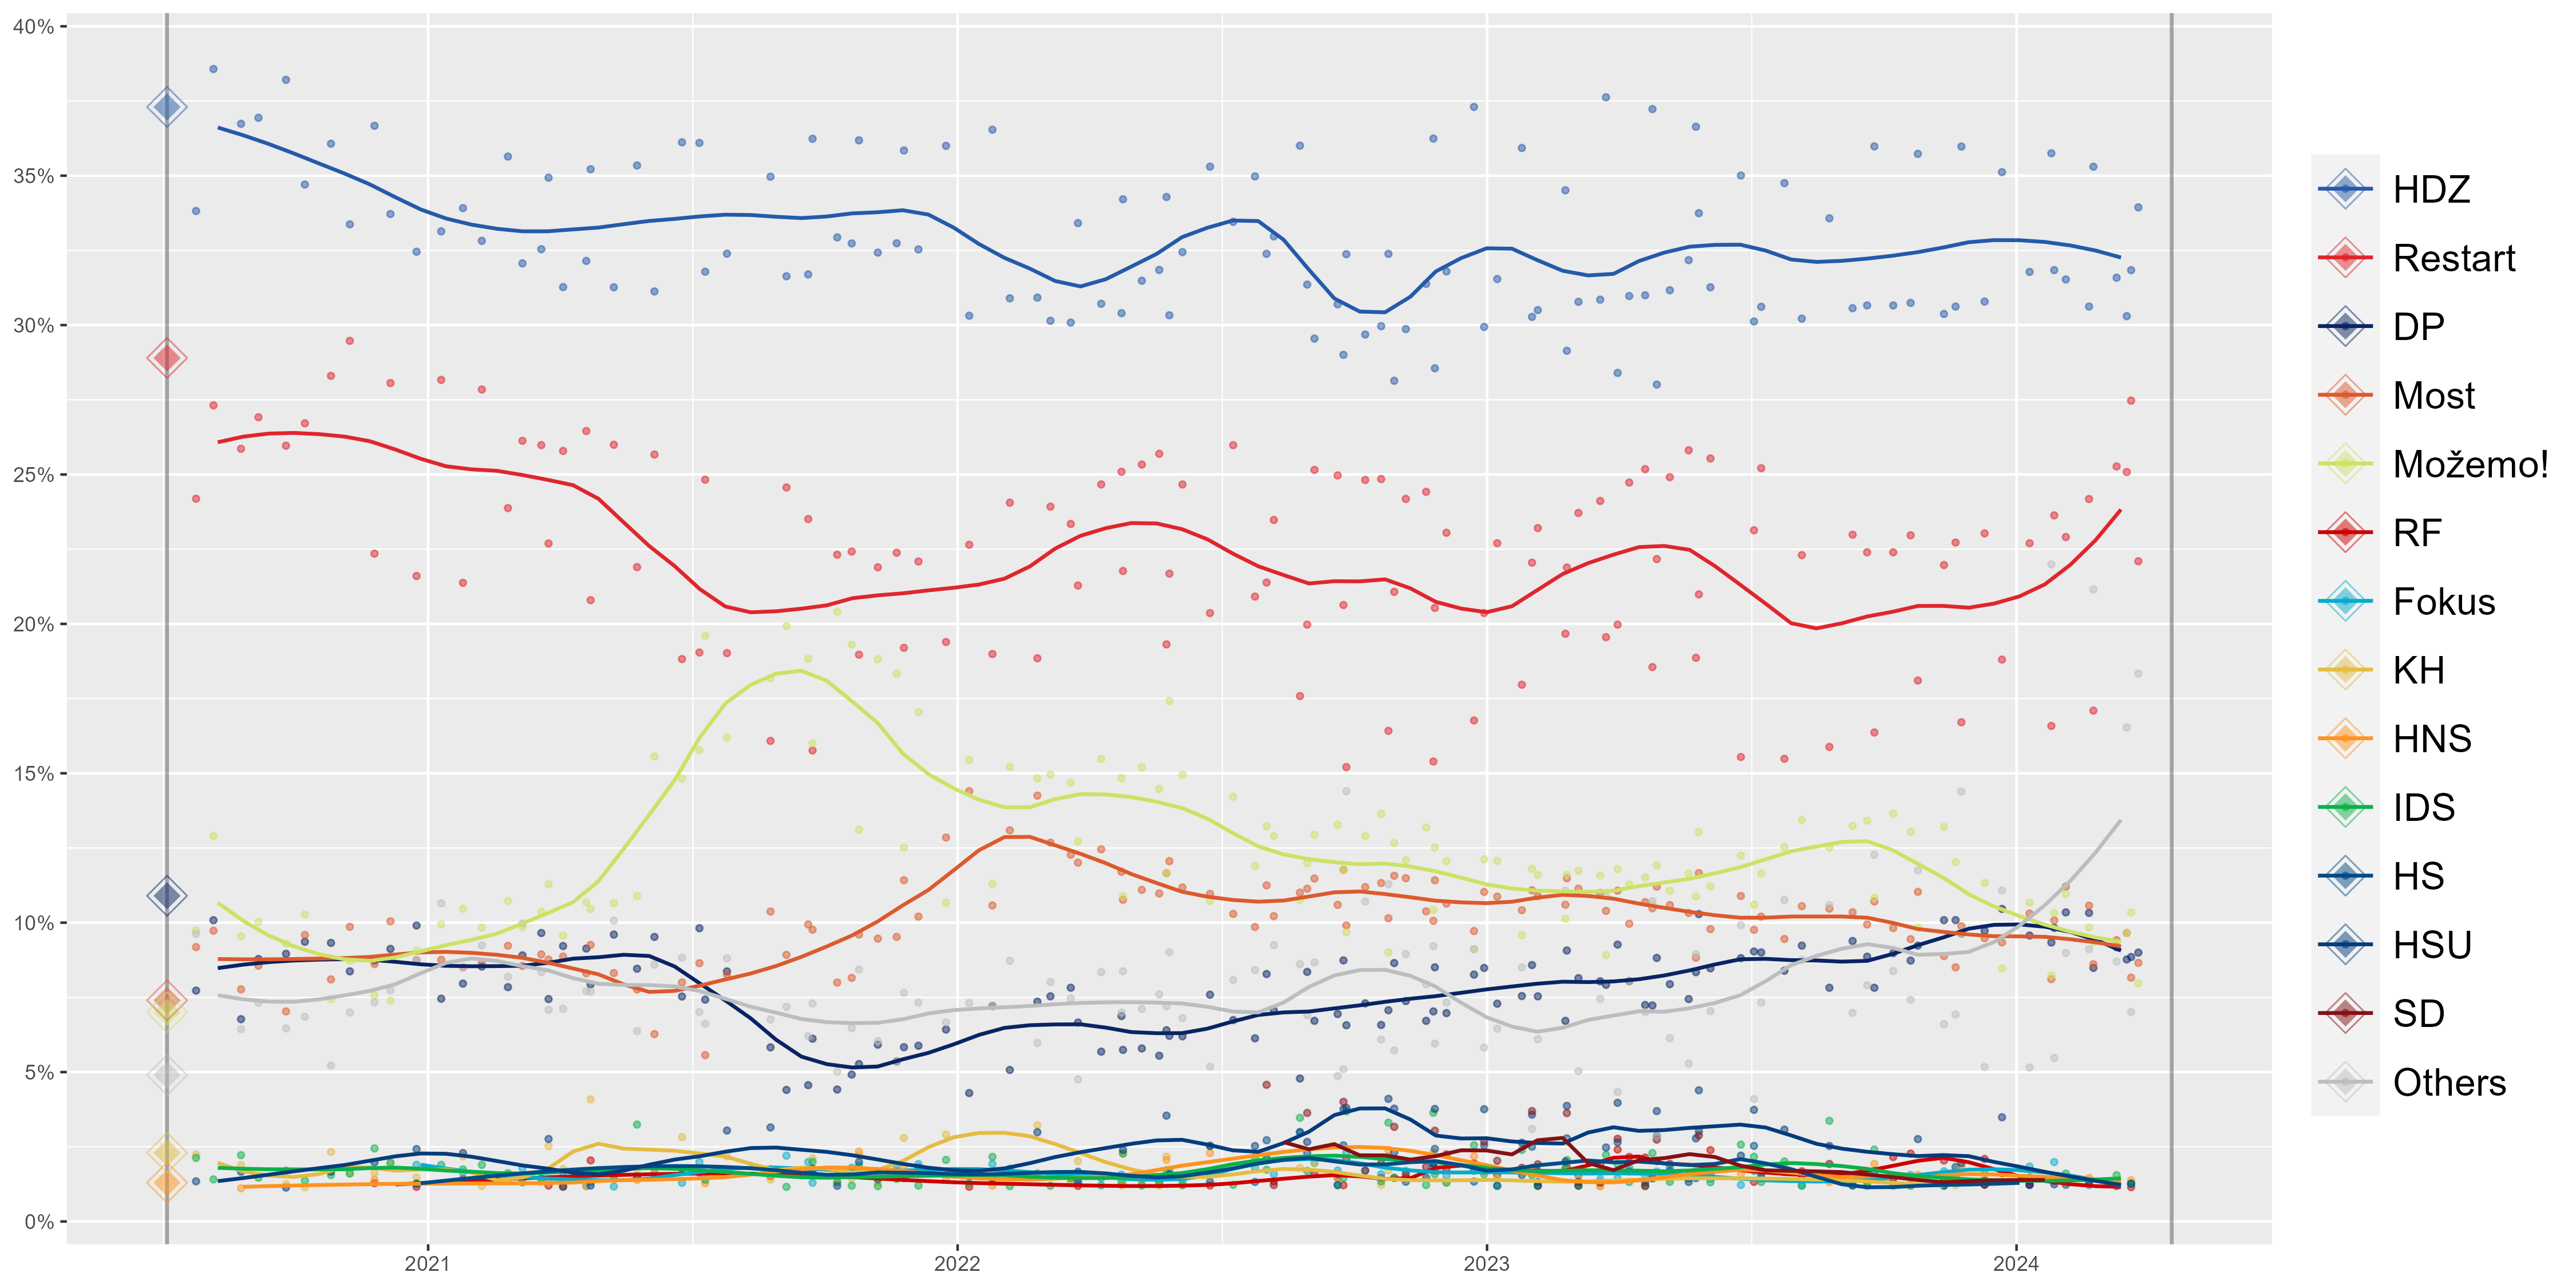 40%
35%
30%
25%
20%
15%
10%
5%
0%
2021
2022
2023
2024
HDZ
Restart
DP
Most
Možemo!
RF
Fokus
KH
HNS
IDS
HS
HSU
SD
Others